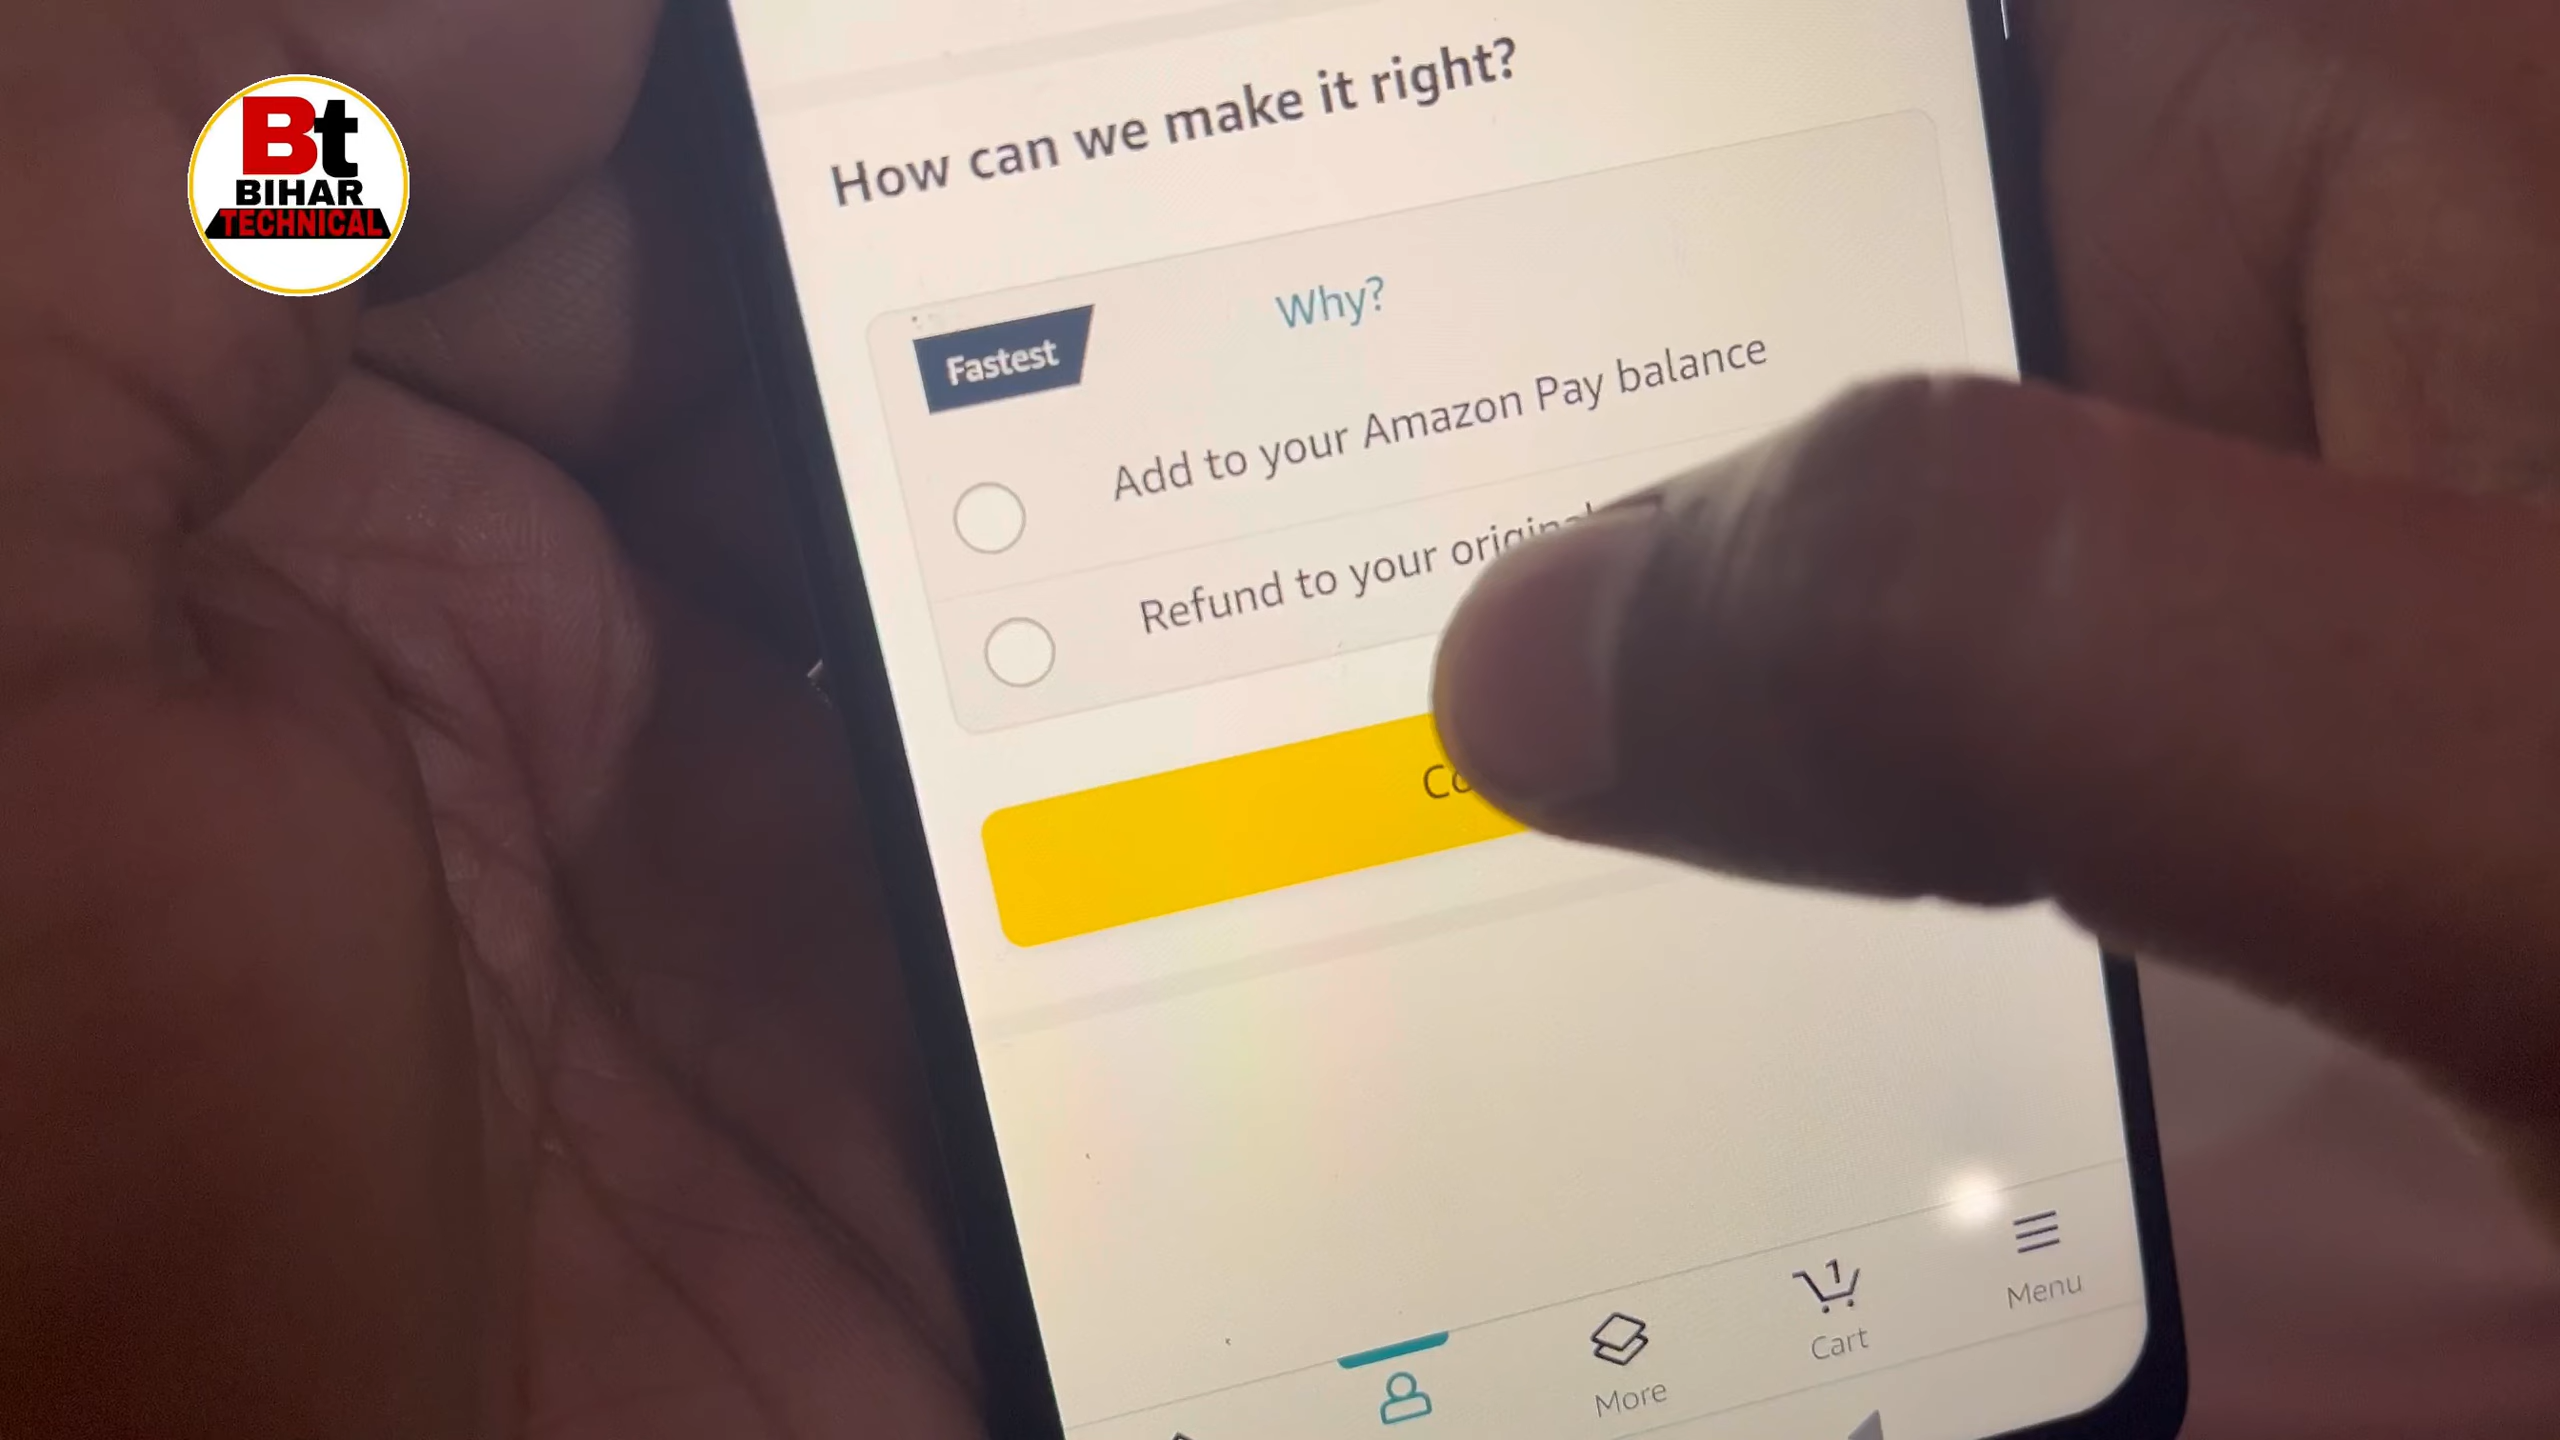 Bt
BIHAR
TECHNICAL
How can we make it right?
Fastest
Why?
Add to your Amazon Pay balance
Refund to your original
1
More
Cart
Menu